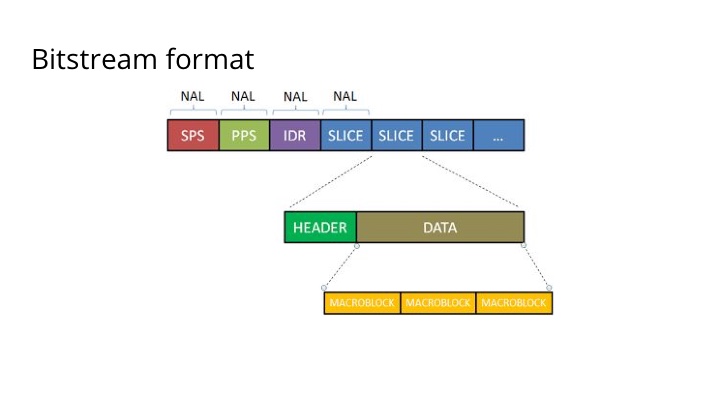 Bitstream format
NAL NAL NAL NAL
SPS PPS IDR SLICE SLICE SLICE ...
HEADER DATA
MACROBLOCK MACROBLOCK MACROBLOCK